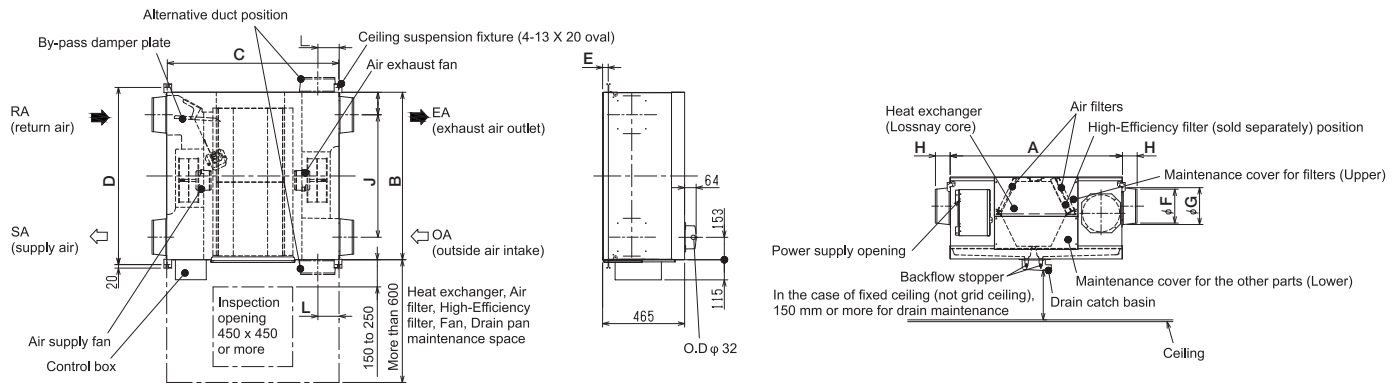 Alternative duct position
By-pass damper plate
L
Ceiling suspension fixture (4-13 X 20 oval)
C
Air exhaust fan
RA
(return air)
EA
(exhaust air outlet)
D
J
B
SA
(supply air)
OA
(outside air intake)
20
Inspection
opening
450 x 450
or more
L
150 to 250
More than 600
Heat exchanger, Air
filter, High-Efficiency
filter, Fan, Drain pan
maintenance space
Air supply fan
Control box
E
64
153
115
465
O.D φ 32
Heat exchanger
(Lossnay core)
Air filters
High-Efficiency filter (sold separately) position
H
A
H
Maintenance cover for filters (Upper)
φF
φG
Power supply opening
Backflow stopper
Maintenance cover for the other parts (Lower)
In the case of fixed ceiling (not grid ceiling),
150 mm or more for drain maintenance
Drain catch basin
Ceiling